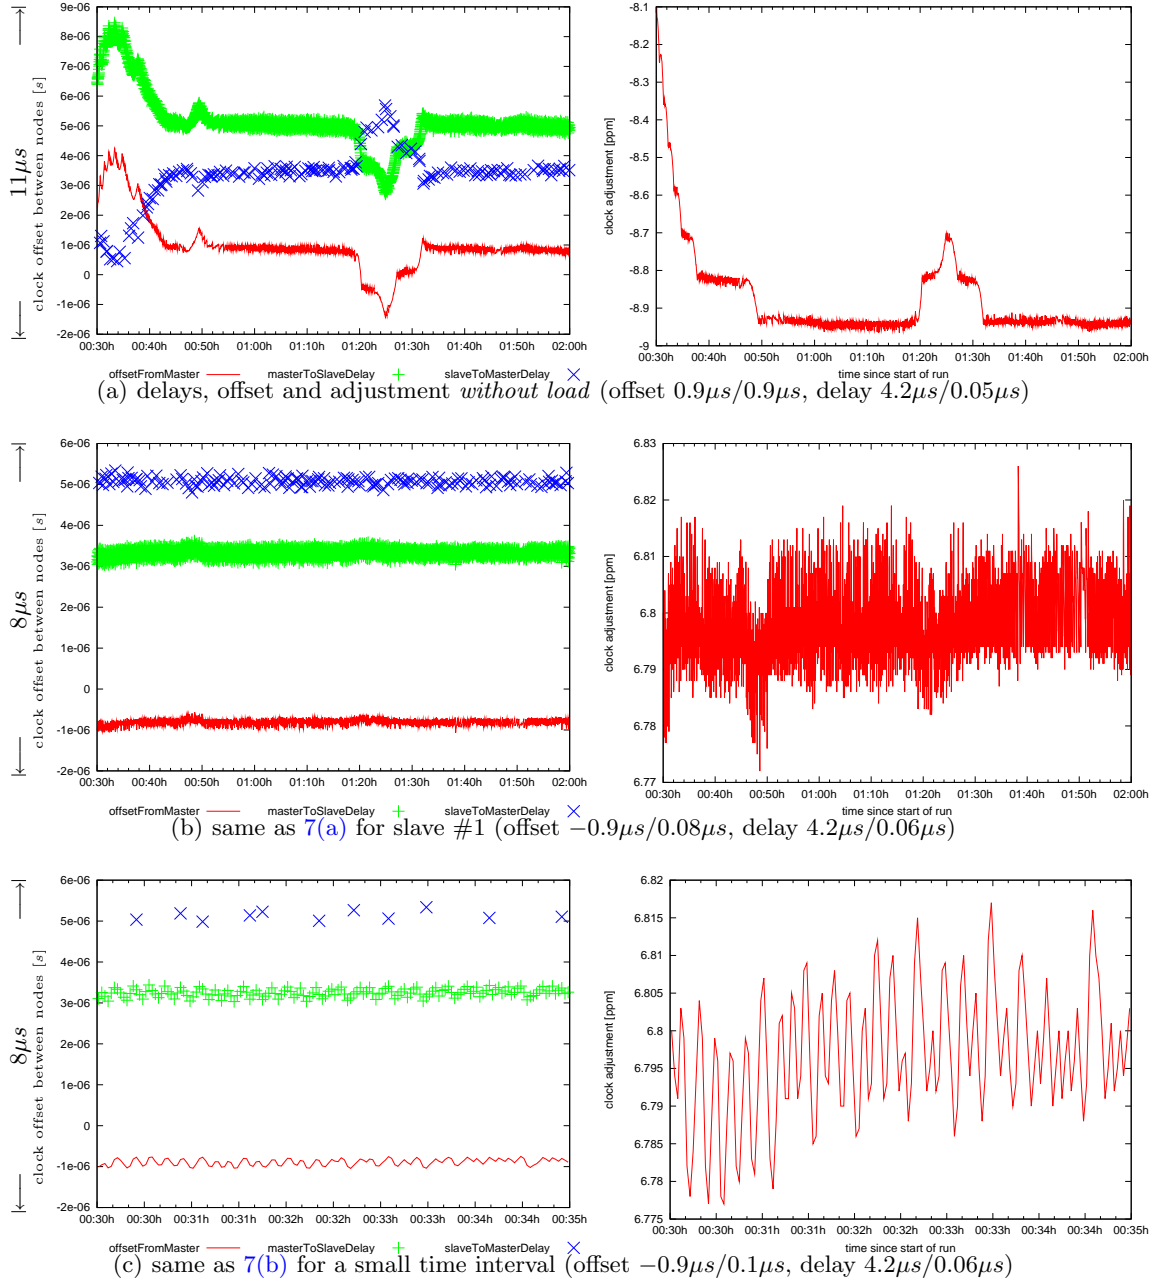 9e-06
8e-06
7e-06
6e-06
5e-06
4e-06
3e-06
2e-06
1e-06
0
-1e-06
-2e-06
00:30h 00:40h 00:50h 01:00h 01:10h 01:20h 01:30h 01:40h 01:50h 02:00h
11μs
clock offset between nodes [s]
offsetFromMaster masterToSlaveDelay slaveToMasterDelay
-8.1
-8.2
-8.3
-8.4
-8.5
-8.6
-8.7
-8.8
-8.9
-9
00:30h 00:40h 00:50h 01:00h 01:10h 01:20h 01:30h 01:40h 01:50h 02:00h
clock adjustment [ppm]
time since start of run
(a) delays, offset and adjustment without load (offset 0.9μs/0.9μs, delay 4.2μs/0.05μs)
6e-06
5e-06
4e-06
3e-06
2e-06
1e-06
0
-1e-06
-2e-06
00:30h 00:40h 00:50h 01:00h 01:10h 01:20h 01:30h 01:40h 01:50h 02:00h
8μs
clock offset between nodes [s]
offsetFromMaster masterToSlaveDelay slaveToMasterDelay
6.83
6.82
6.81
6.8
6.79
6.78
6.77
00:30h 00:40h 00:50h 01:00h 01:10h 01:20h 01:30h 01:40h 01:50h 02:00h
clock adjustment [ppm]
time since start of run
(b) same as 7(a) for slave #1 (offset −0.9μs/0.08μs, delay 4.2μs/0.06μs)
6e-06
5e-06
4e-06
3e-06
2e-06
1e-06
0
-1e-06
-2e-06
00:30h 00:30h 00:31h 00:31h 00:32h 00:32h 00:33h 00:33h 00:34h 00:34h 00:35h
8μs
clock offset between nodes [s]
offsetFromMaster masterToSlaveDelay slaveToMasterDelay
6.82
6.815
6.81
6.805
6.8
6.795
6.79
6.785
6.78
6.775
00:30h 00:30h 00:31h 00:31h 00:32h 00:32h 00:33h 00:33h 00:34h 00:34h 00:35h
clock adjustment [ppm]
time since start of run
(c) same as 7(b) for a small time interval (offset −0.9μs/0.1μs, delay 4.2μs/0.06μs)